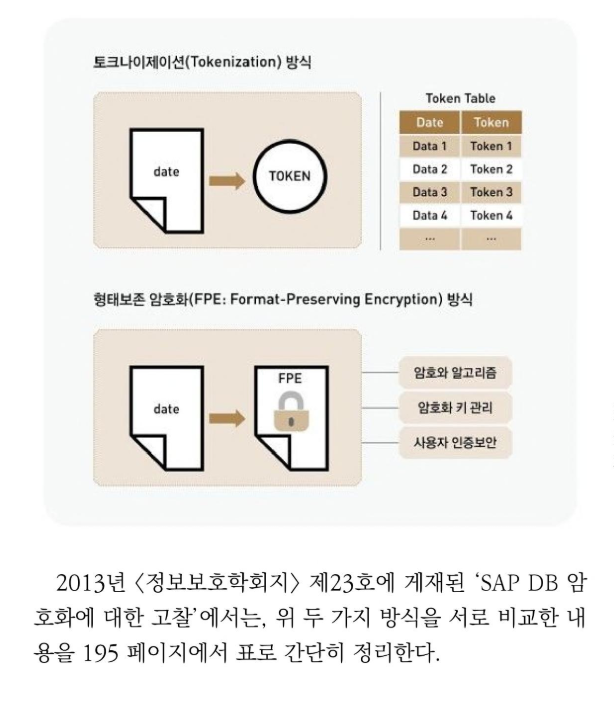 토크나이제이션(Tokenization) 방식
date
TOKEN
Token Table
Date Token
Data 1 Token 1
Data 2 Token 2
Data 3 Token 3
Data 4 Token 4
... ...
형태보존 암호화(FPE: Format-Preserving Encryption) 방식
date
FPE
암호와 알고리즘
암호화 키 관리
사용자 인증보안
2013년 〈정보보호학회지〉 제23호에 게재된 ‘SAP DB 암
호화에 대한 고찰’에서는, 위 두 가지 방식을 서로 비교한 내
용을 195 페이지에서 표로 간단히 정리한다.